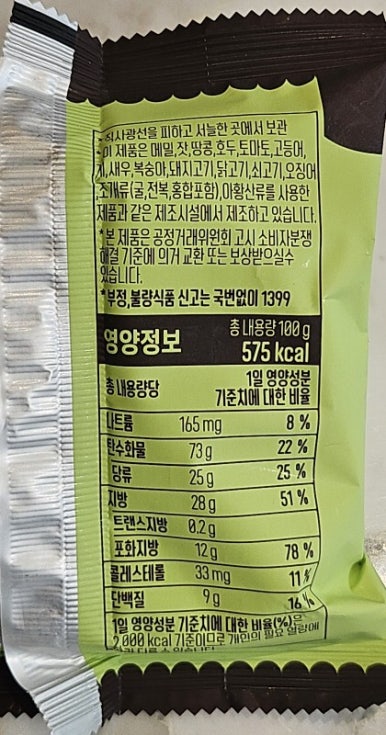 직사광선을 피하고 서늘한 곳에서 보관
이 제품은 메밀,잣,땅콩,호두,토마토,고등어,
게,새우,복숭아,돼지고기,닭고기,쇠고기,오징어
조개류(굴,전복,홍합포함),아황산류를 사용한
제품과 같은 제조시설에서 제조하고 있습니다.
*본 제품은 공정거래위원회 고시 소비자분쟁
해결 기준에 의거 교환 또는 보상받으실수
있습니다.
*부정,불량식품 신고는 국번없이 1399
영양정보 총 내용량 100 g
575 kcal
총 내용량당 1일 영양성분
기준치에 대한 비율
나트륨 165 mg 8 %
탄수화물 73 g 22 %
당류 25 g 25 %
지방 28 g 51 %
트랜스지방 0.2 g
포화지방 12 g 78 %
콜레스테롤 33 mg 11 %
단백질 9 g 16 %
1일 영양성분 기준치에 대한 비율(%)은
2,000 kcal 기준이므로 개인의 필요 열량에